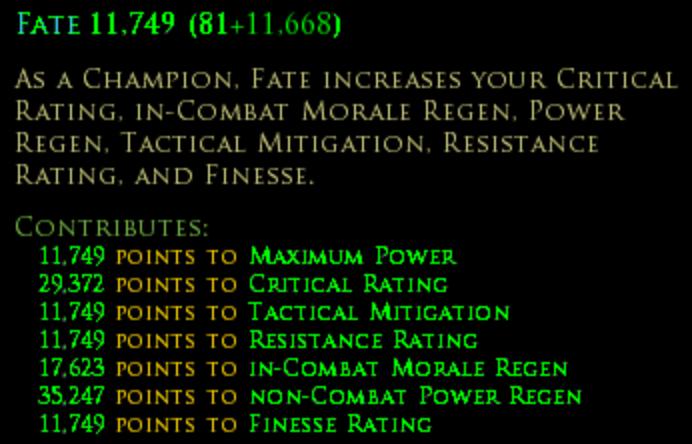 Fate 11,749 (81+11,668)
As a Champion, Fate increases your Critical
Rating, in-Combat Morale Regen, Power
Regen, Tactical Mitigation, Resistance
Rating, and Finesse.
Contributes:
11,749 points to Maximum Power
29,372 points to Critical Rating
11,749 points to Tactical Mitigation
11,749 points to Resistance Rating
17,623 points to in-Combat Morale Regen
35,247 points to non-Combat Power Regen
11,749 points to Finesse Rating